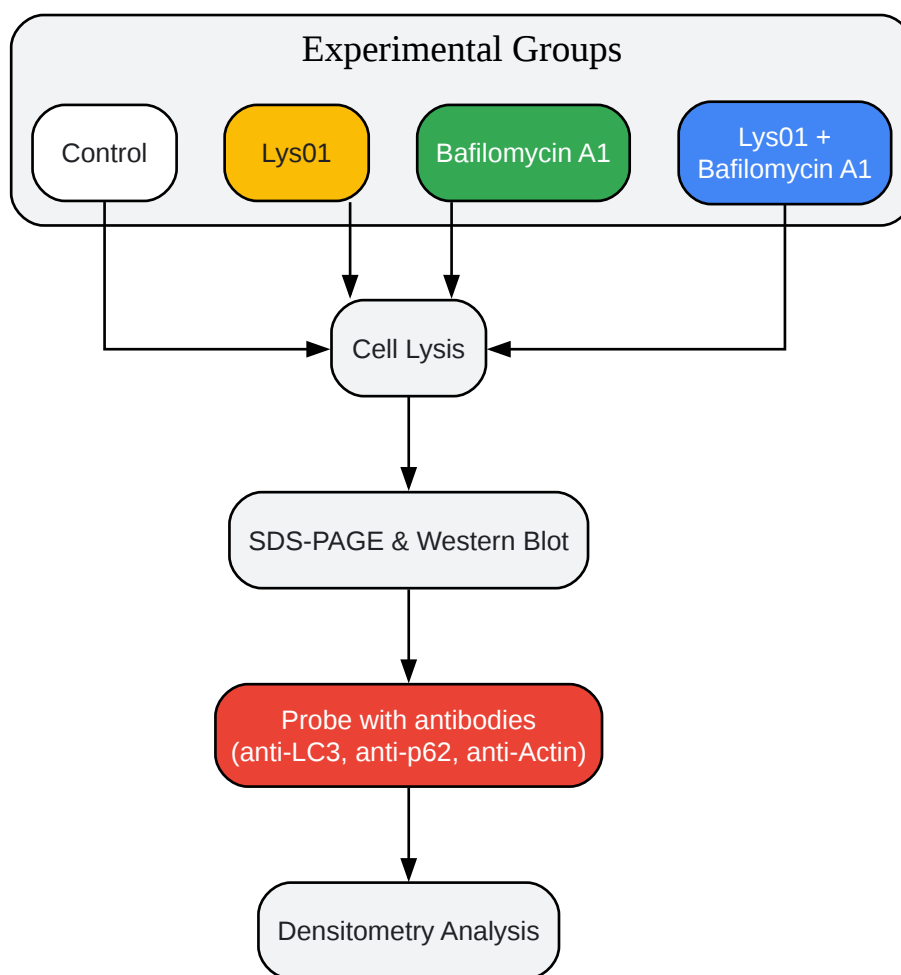 Experimental Groups
Control
Lys01
Bafilomycin A1
Lys01 +
Bafilomycin A1
Cell Lysis
SDS-PAGE & Western Blot
Probe with antibodies
(anti-LC3, anti-p62, anti-Actin)
Densitometry Analysis